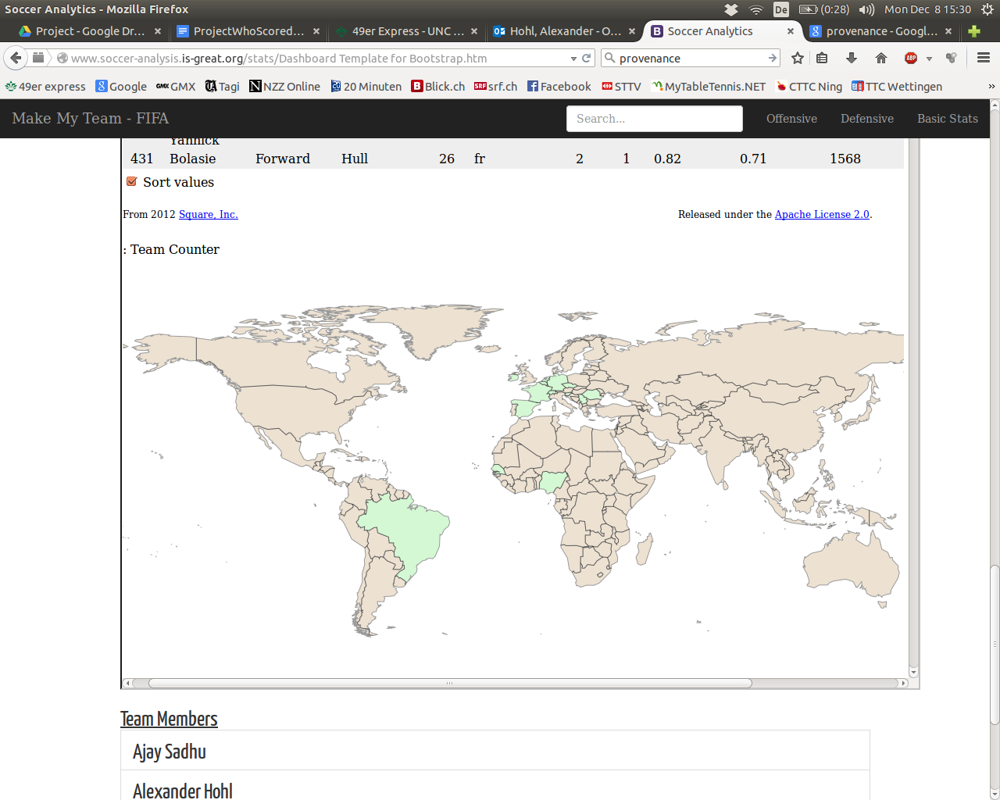 Soccer Analytics - Mozilla Firefox
De (0:28) Mon Dec 8 15:30
Project - Google Dr... × ProjectWhoScored... × 49er Express - UNC ... × Hohl, Alexander - O... × Soccer Analytics × provenance - Googl... ×
www.soccer-analysis.is-great.org/stats/Dashboard Template for Bootstrap.htm provenance ABP
49er express Google GMX GMX Tagi NZZ Online 20 Minuten Blick.ch SRF srf.ch Facebook STTV MyTableTennis.NET CTTC Ning TTC Wettingen »
Make My Team - FIFA Search... Offensive Defensive Basic Stats
Yannick
431 Bolasie Forward Hull 26 fr 2 1 0.82 0.71 1568
Sort values
From 2012 Square, Inc. Released under the Apache License 2.0.
: Team Counter
Team Members
Ajay Sadhu
Alexander Hohl